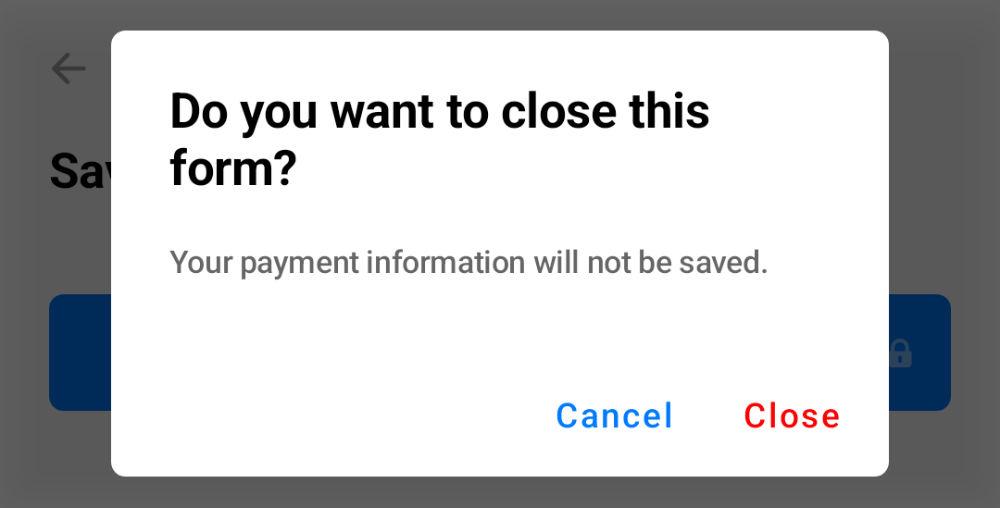 Do you want to close this
form?
Your payment information will not be saved.
Cancel Close